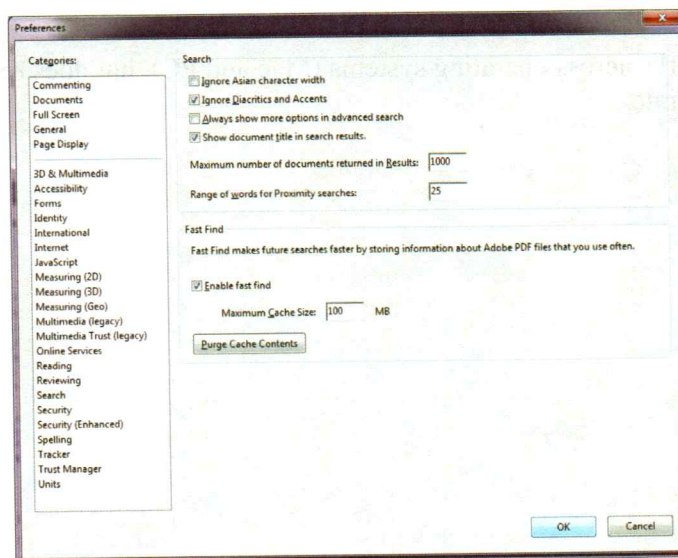 Preferences
Categories:
Commenting
Documents
Full Screen
General
Page Display
3D & Multimedia
Accessibility
Forms
Identity
International
Internet
JavaScript
Measuring (2D)
Measuring (3D)
Measuring (Geo)
Multimedia (legacy)
Multimedia Trust (legacy)
Online Services
Reading
Reviewing
Search
Security
Security (Enhanced)
Spelling
Tracker
Trust Manager
Units
Search
Ignore Asian character width
Ignore Diacritics and Accents
Always show more options in advanced search
Show document title in search results.
Maximum number of documents returned in Results: 1000
Range of words for Proximity searches: 25
Fast Find
Fast Find makes future searches faster by storing information about Adobe PDF files that you use often.
Enable fast find
Maximum Cache Size: 100 MB
Purge Cache Contents
OK
Cancel